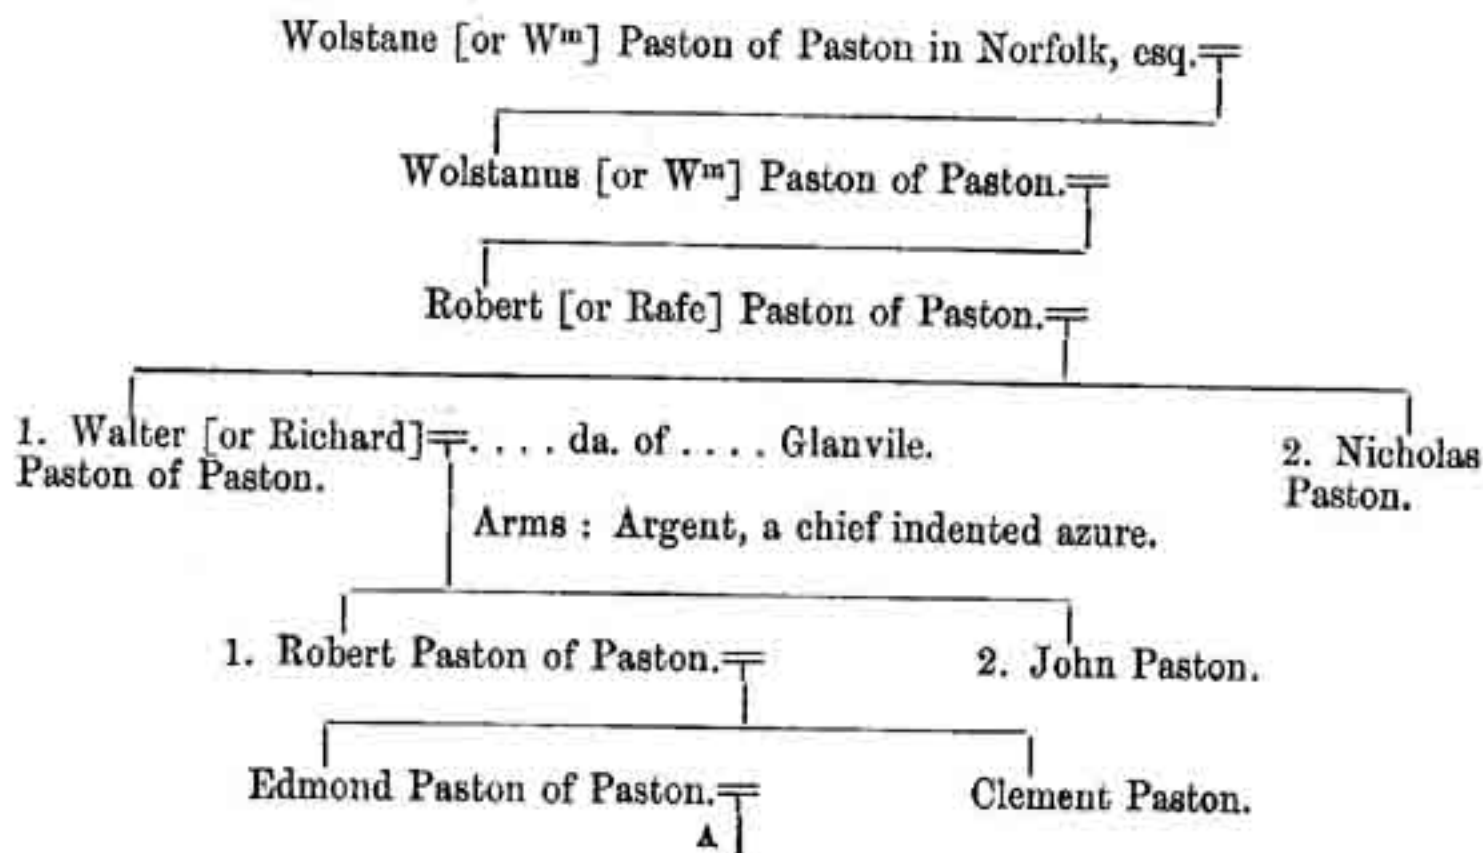 Wolstane [or Wᵐ] Paston of Paston in Norfolk, esq.
Wolstanus [or Wᵐ] Paston of Paston.
Robert [or Rafe] Paston of Paston.
1. Walter [or Richard] . . . . da. of . . . . Glanvile.
Paston of Paston.
2. Nicholas
Paston.
Arms : Argent, a chief indented azure.
1. Robert Paston of Paston.
2. John Paston.
Edmond Paston of Paston.
Clement Paston.
A